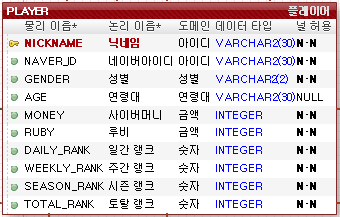 PLAYER 플레이어
물리 이름* 논리 이름* 도메인 데이터 타입 널 허용
NICKNAME 닉네임 아이디 VARCHAR2(30) N-N
NAVER_ID 네이버아이디 아이디 VARCHAR2(30) N-N
GENDER 성별 성별 VARCHAR2(2) N-N
AGE 연령대 연령대 VARCHAR2(30) NULL
MONEY 사이버머니 금액 INTEGER N-N
RUBY 루비 금액 INTEGER N-N
DAILY_RANK 일간 랭크 숫자 INTEGER N-N
WEEKLY_RANK 주간 랭크 숫자 INTEGER N-N
SEASON_RANK 시즌 랭크 숫자 INTEGER N-N
TOTAL_RANK 토탈 랭크 숫자 INTEGER N-N